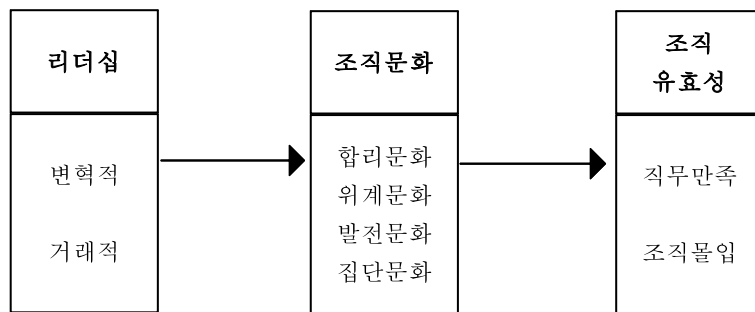 리더십
변혁적
거래적
조직문화
합리문화
위계문화
발전문화
집단문화
조직
유효성
직무만족
조직몰입